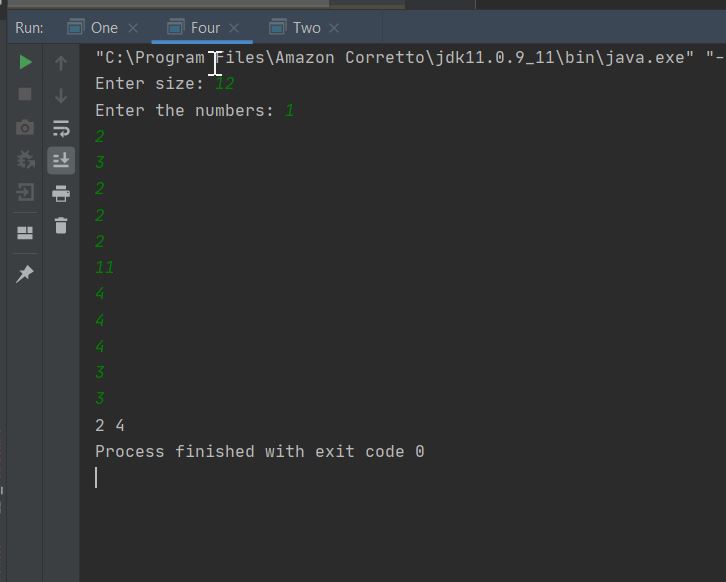 Run: One Four Two
"C:\Program Files\Amazon Corretto\jdk11.0.9_11\bin\java.exe" "-
Enter size: 12
Enter the numbers: 1
2
3
2
2
2
11
4
4
4
3
3
2 4
Process finished with exit code 0